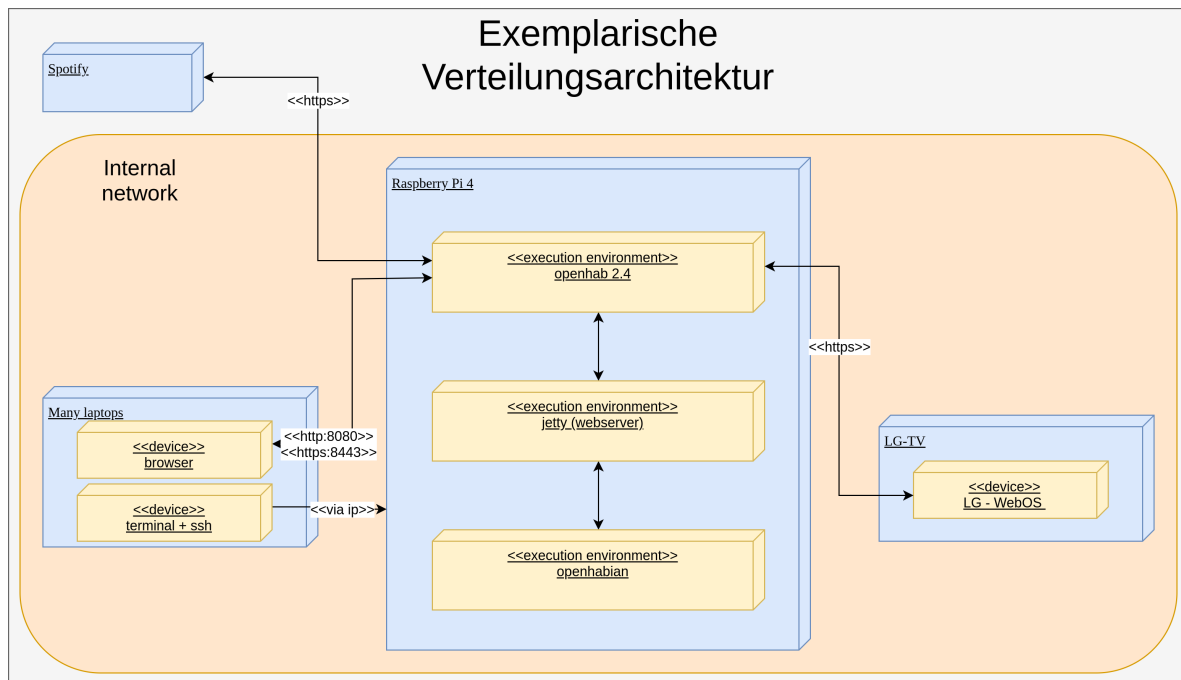 Exemplarische
Verteilungsarchitektur
Spotify
<<https>>
Internal
network
Raspberry Pi 4
<<execution environment>>
openhab 2.4
<<https>>
<<execution environment>>
jetty (webserver)
Many laptops
<<device>>
browser
<<http:8080>>
<<https:8443>>
<<device>>
terminal + ssh
<<via ip>>
LG-TV
<<device>>
LG - WebOS
<<execution environment>>
openhabian